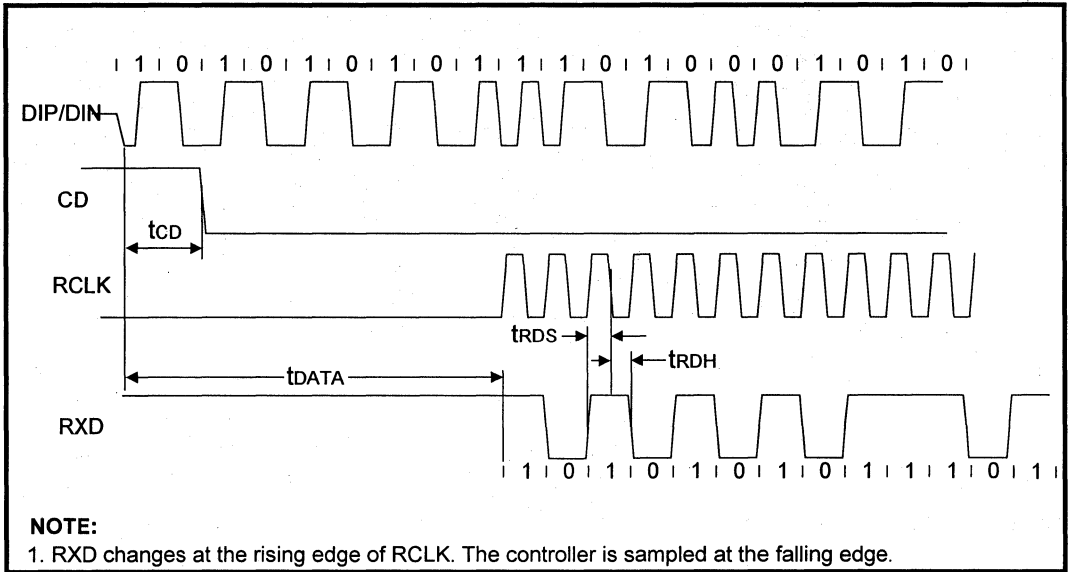 1 0 1 0 1 0 1 0 1 1 1 0 1 0 0 0 1 0 1 0
DIP/DIN
CD
tCD
RCLK
tRDS
tRDH
tDATA
RXD
1 0 1 0 1 0 1 0 1 1 1 0 1
NOTE:
1. RXD changes at the rising edge of RCLK. The controller is sampled at the falling edge.